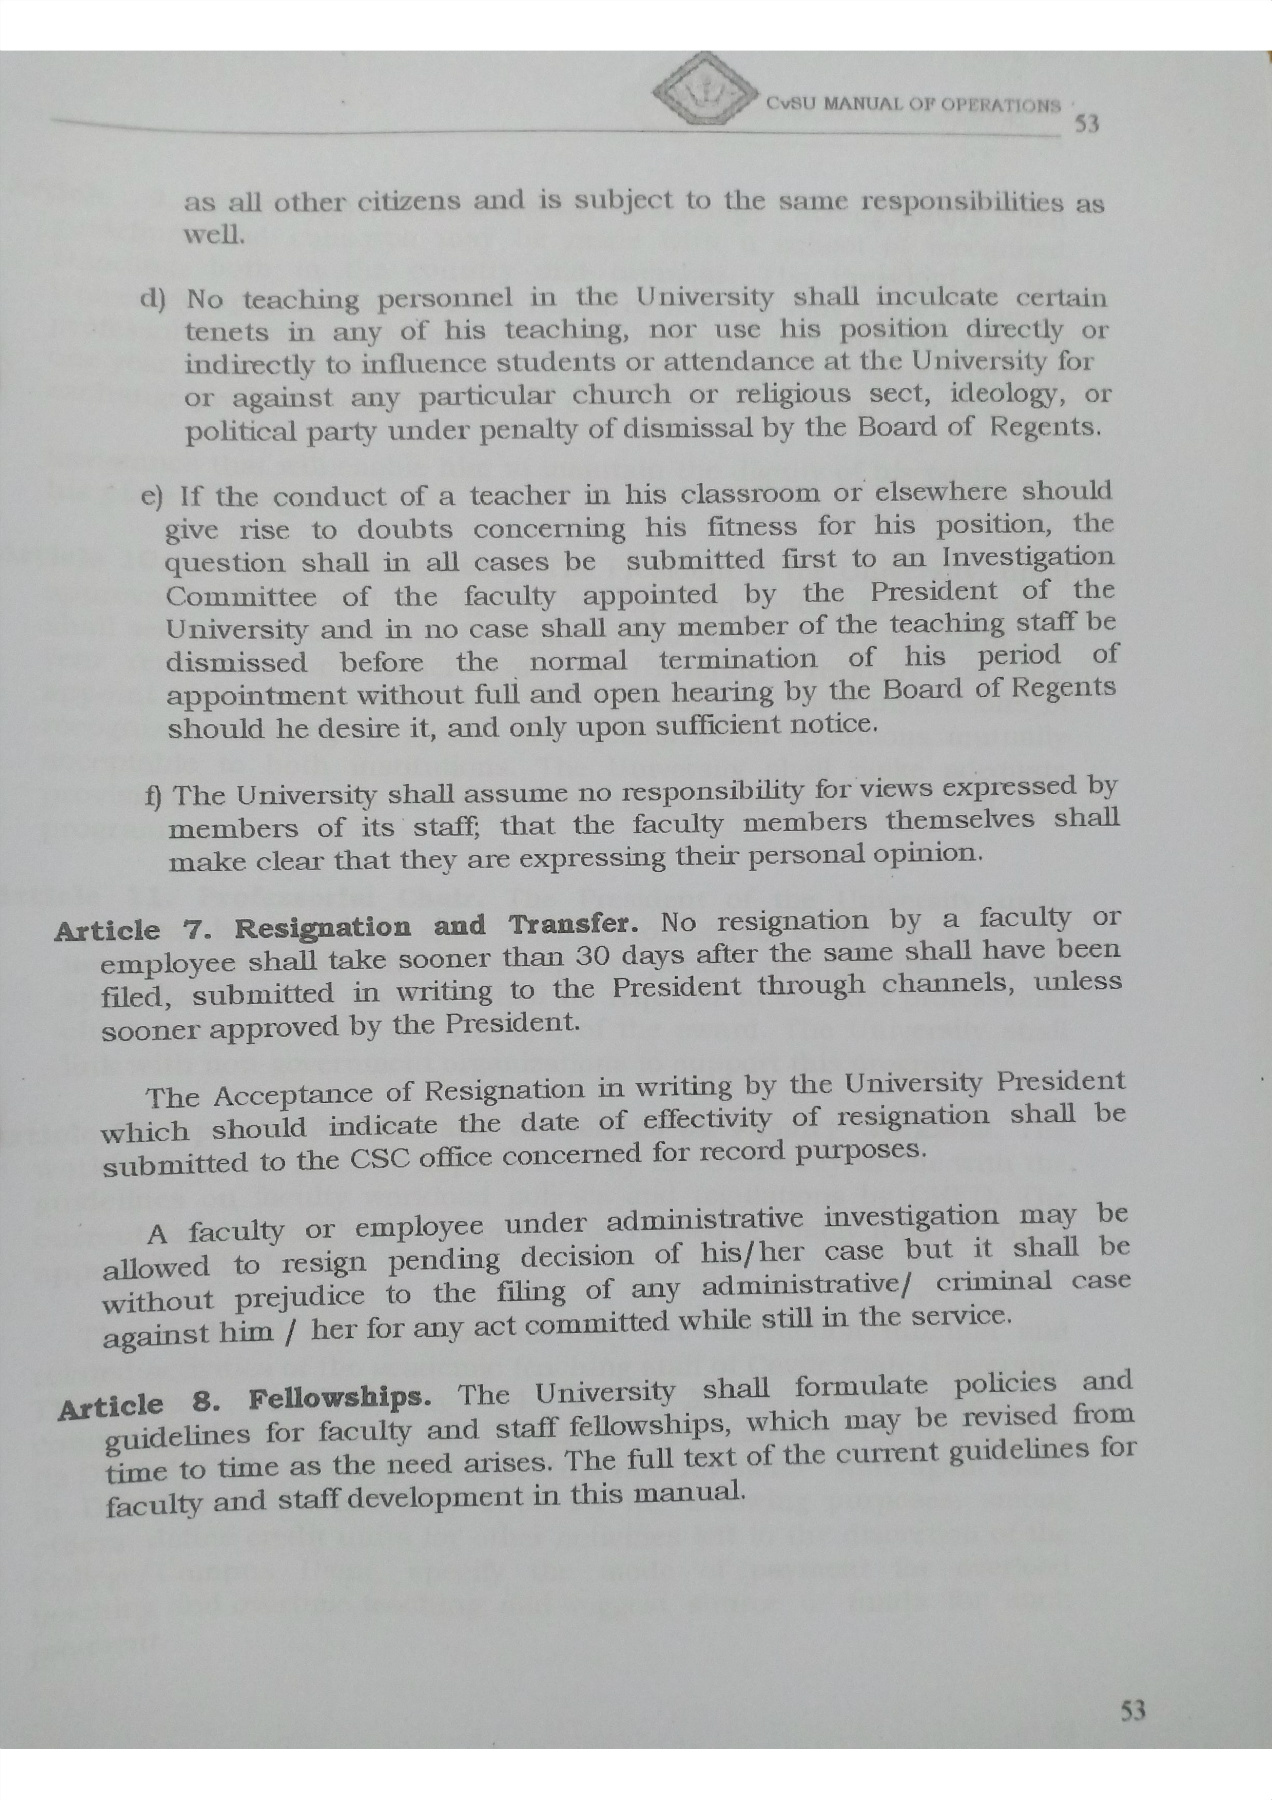 CvSU MANUAL OF OPERATIONS
53
as all other citizens and is subject to the same responsibilities as
well.
d) No teaching personnel in the University shall inculcate certain
tenets in any of his teaching, nor use his position directly or
indirectly to influence students or attendance at the University for
or against any particular church or religious sect, ideology, or
political party under penalty of dismissal by the Board of Regents.
e) If the conduct of a teacher in his classroom or elsewhere should
give rise to doubts concerning his fitness for his position, the
question shall in all cases be submitted first to an Investigation
Committee of the faculty appointed by the President of the
University and in no case shall any member of the teaching staff be
dismissed before the normal termination of his period of
appointment without full and open hearing by the Board of Regents
should he desire it, and only upon sufficient notice.
f) The University shall assume no responsibility for views expressed by
members of its staff; that the faculty members themselves shall
make clear that they are expressing their personal opinion.
Article 7. Resignation and Transfer. No resignation by a faculty or
employee shall take sooner than 30 days after the same shall have been
filed, submitted in writing to the President through channels, unless
sooner approved by the President.
The Acceptance of Resignation in writing by the University President
which should indicate the date of effectivity of resignation shall be
submitted to the CSC office concerned for record purposes.
A faculty or employee under administrative investigation may be
allowed to resign pending decision of his/her case but it shall be
without prejudice to the filing of any administrative/ criminal case
against him / her for any act committed while still in the service.
Article 8. Fellowships. The University shall formulate policies and
guidelines for faculty and staff fellowships, which may be revised from
time to time as the need arises. The full text of the current guidelines for
faculty and staff development in this manual.
53